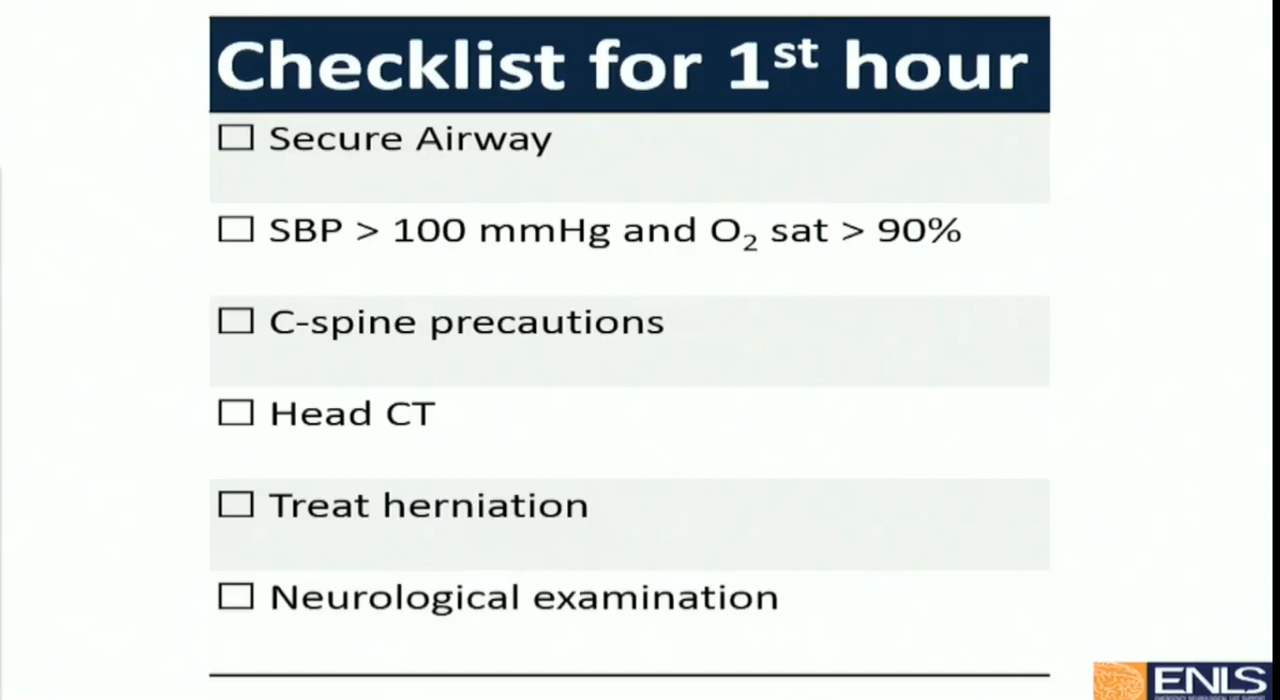 Checklist for 1st hour
☐ Secure Airway
☐ SBP > 100 mmHg and O₂ sat > 90%
☐ C-spine precautions
☐ Head CT
☐ Treat herniation
☐ Neurological examination
ENLS